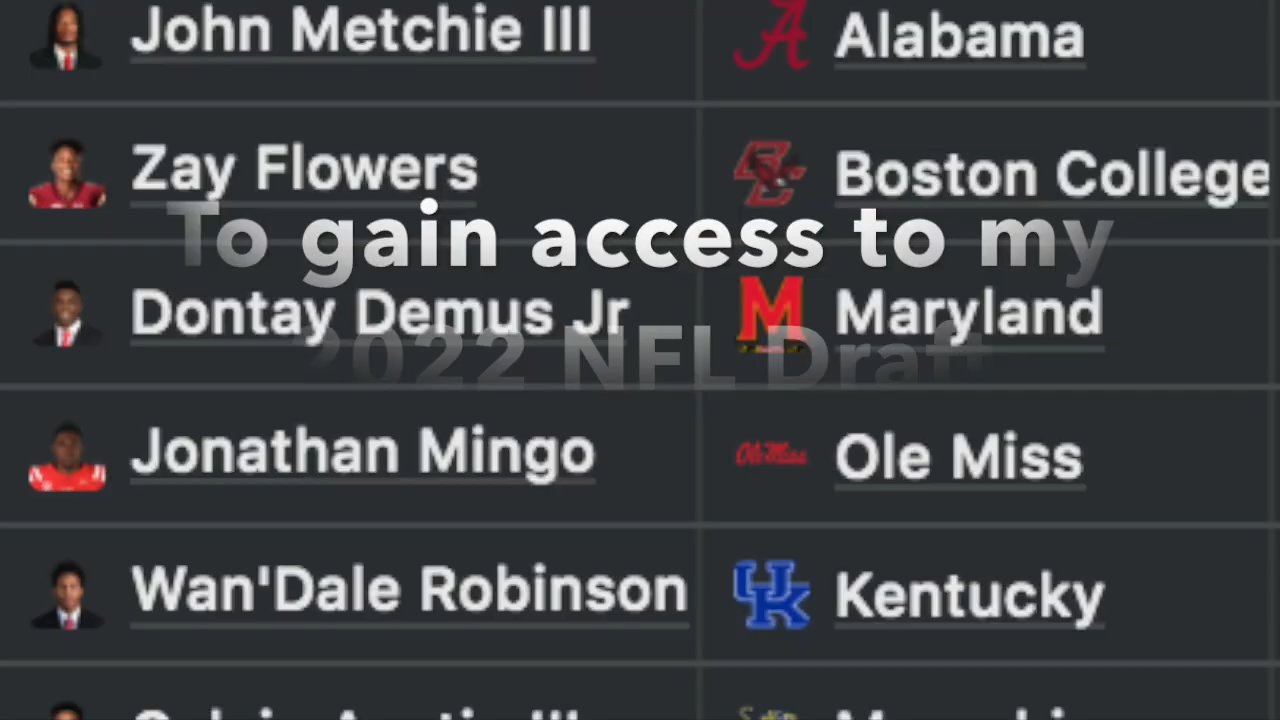 John Metchie III Alabama
Zay Flowers Boston College
To gain access to my
Dontay Demus Jr Maryland
2022 NFL Draft
Jonathan Mingo Ole Miss Ole Miss
Wan'Dale Robinson Kentucky